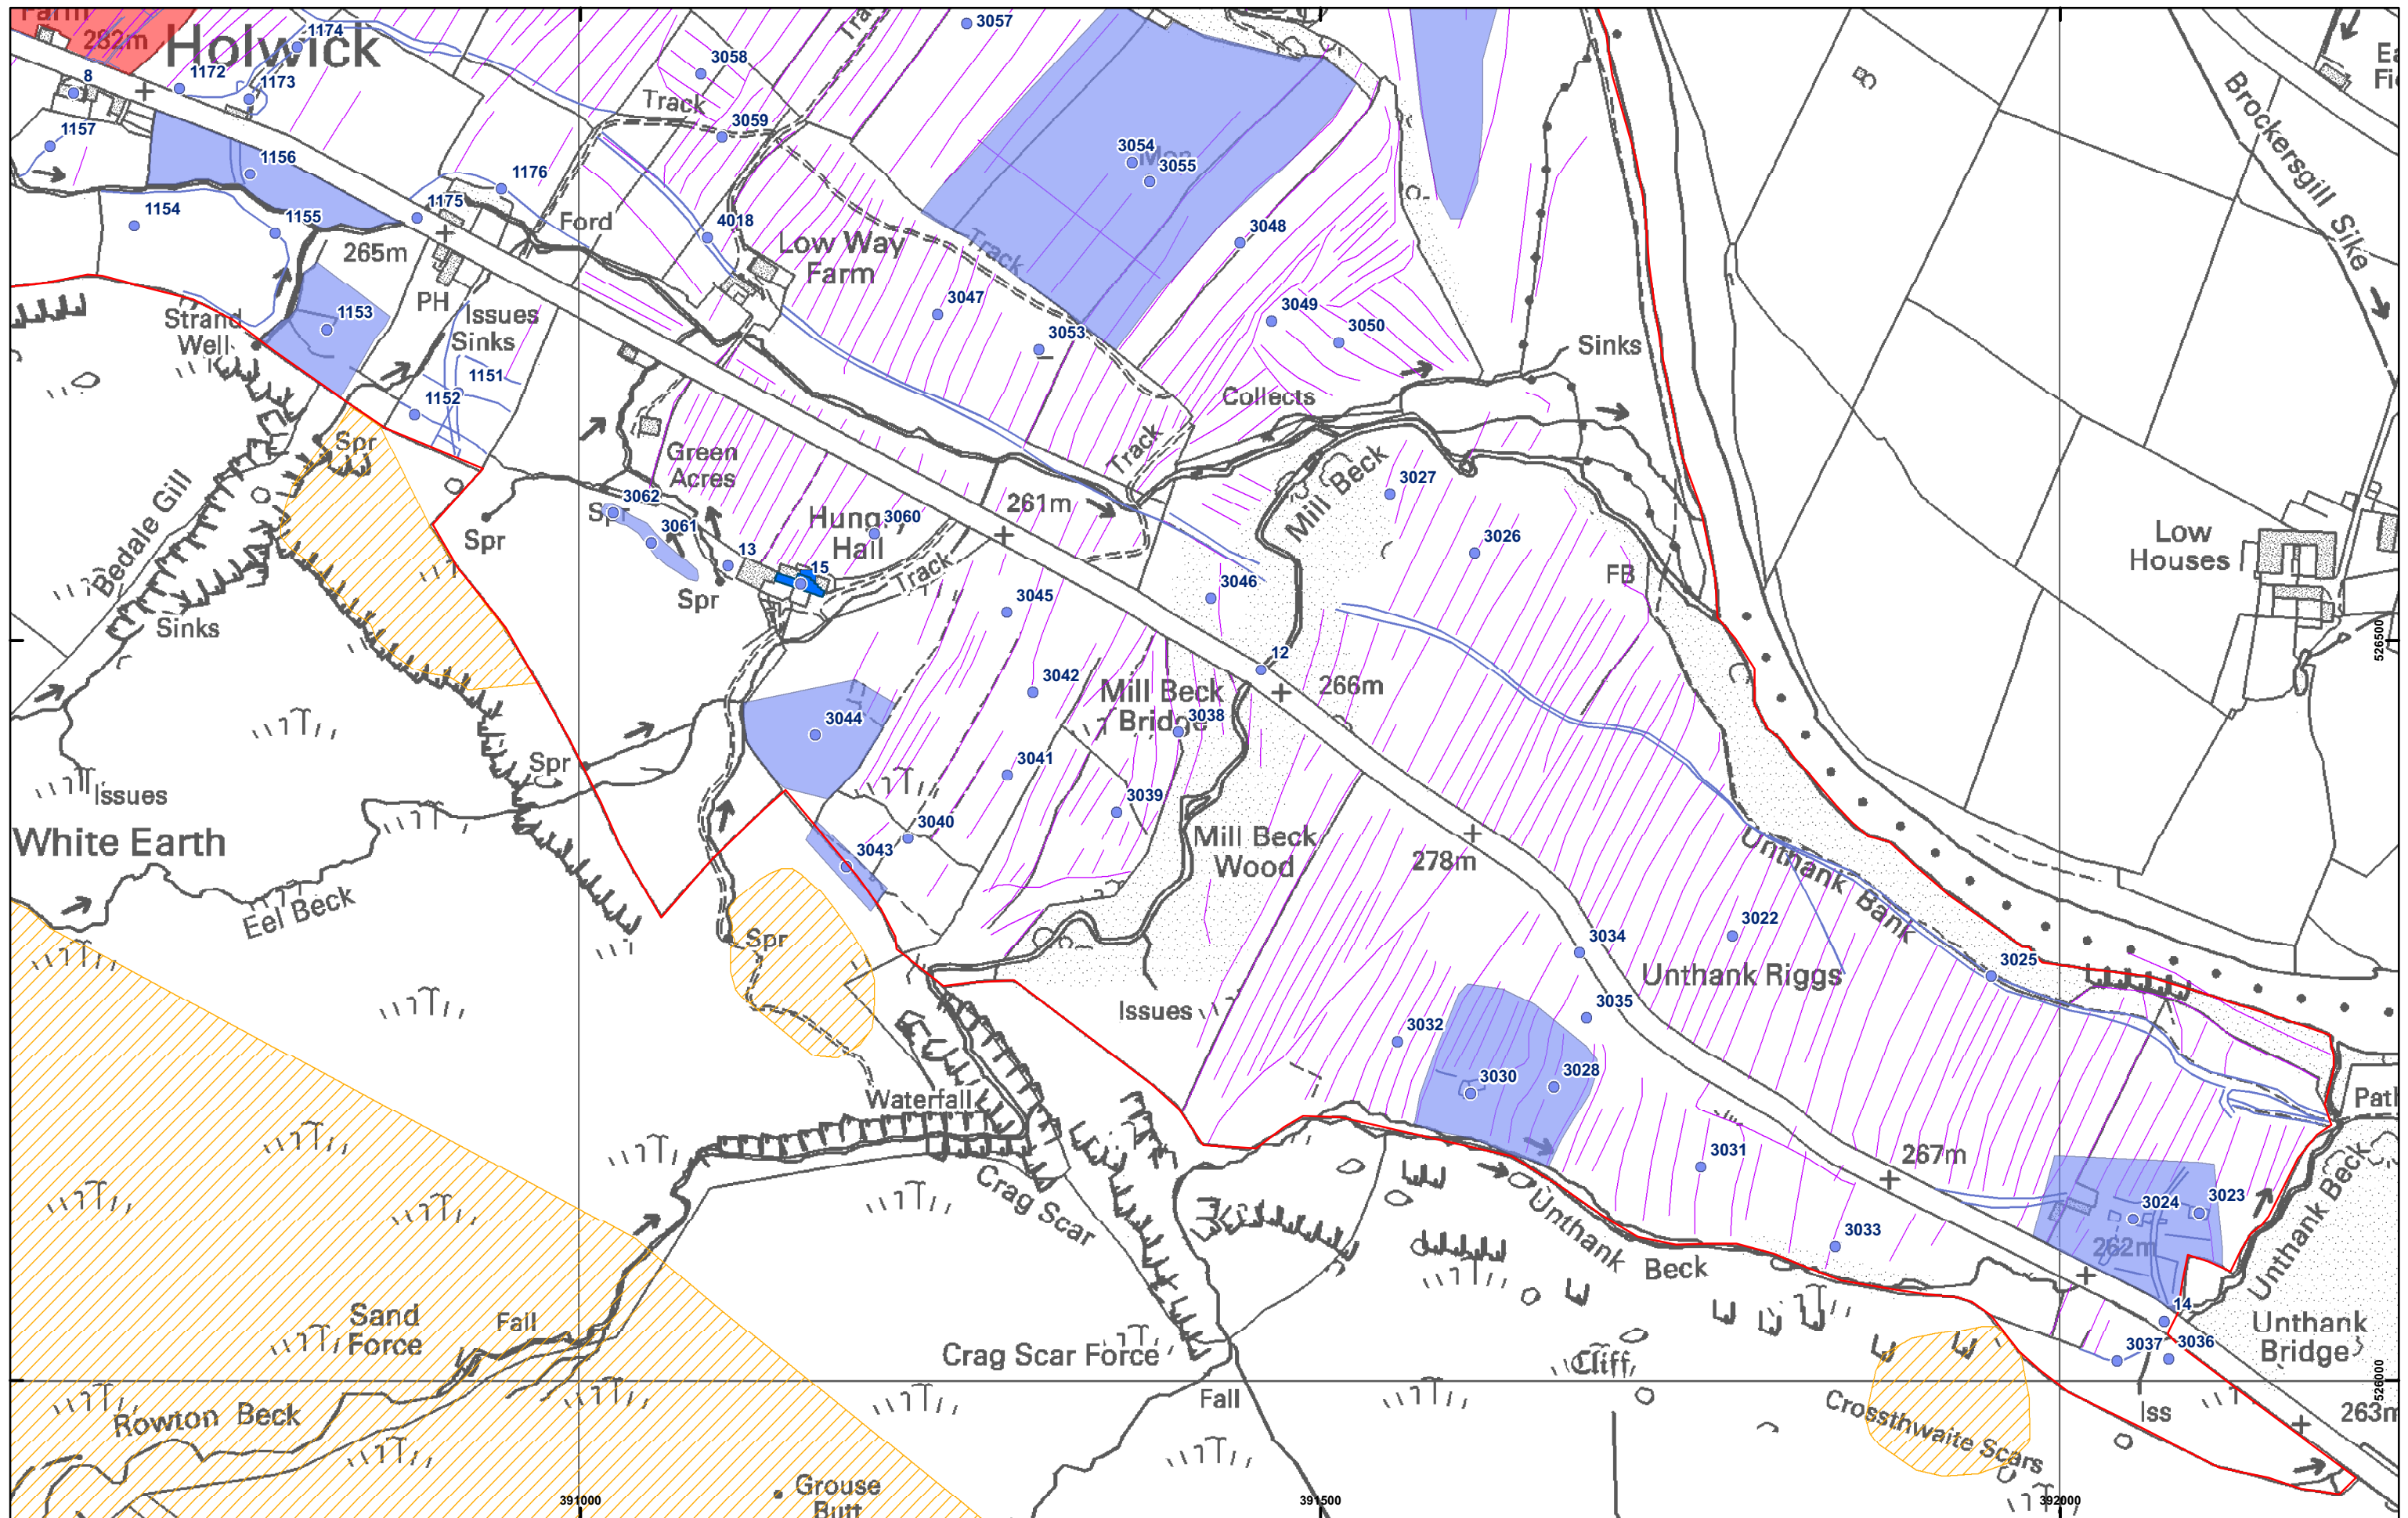 Farm
282m
Holwick
1174
1172
1173
8
1157
1156
1154
1155
265m
1175
1176
Ford
PH
Issues
Sinks
Strand
Well
1153
1151
1152
Spr
Bedale Gill
Sinks
Spr
3057
3058
Track
3059
4018
Low Way
Farm
3047
3053
Track
3054
3055
3048
3049
3050
Collects
Sinks
Track
Brockersgill Sike
Low
Houses
Green
Acres
3062
Spr
3061
13
15
Hung
Hall
3060
Track
Spr
261m
Mill Beck
3027
3026
FB
3046
3045
12
266m
3042
Mill Beck
Bridge
3038
3044
3041
3039
3040
3043
Mill Beck
Wood
278m
Issues
White Earth
Eel Beck
Spr
Spr
3034
3022
Unthank Riggs
3035
Unthank Bank
3025
3032
3030
3028
3031
3033
267m
3024
3023
262m
14
3037
3036
Iss
263m
Path
Unthank Beck
Unthank
Bridge
Waterfall
Crag Scar
Unthank Beck
Crag Scar Force
Fall
Cliff
Crossthwaite Scars
Sand
Force
Fall
Rowton Beck
Grouse
Butt
391000
391500
392000
526500
526000